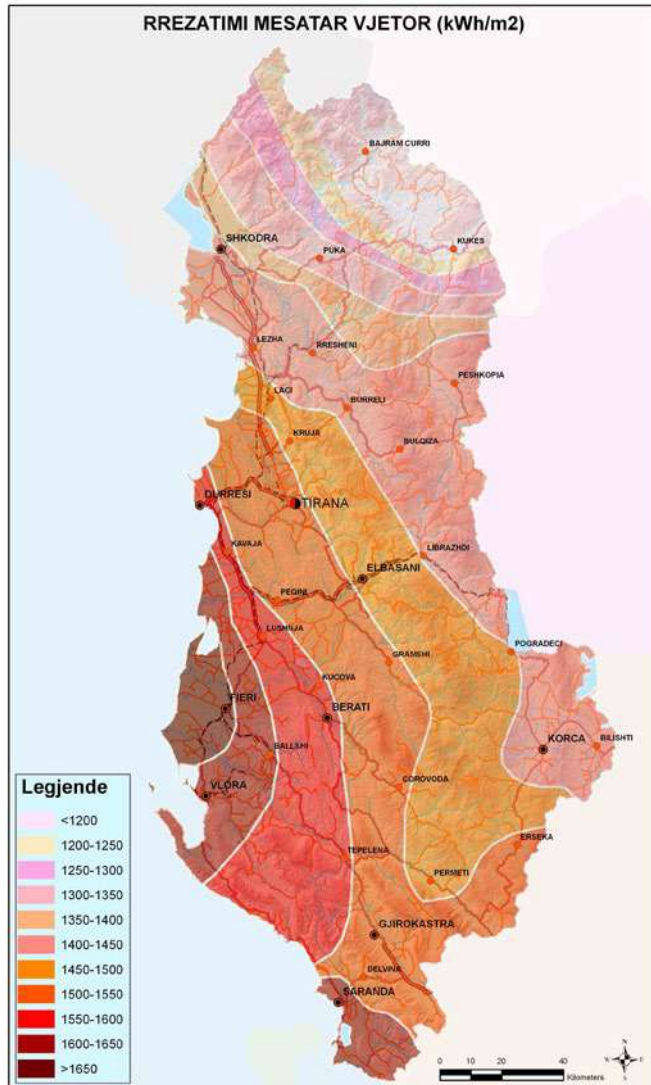 RREZATIMI MESATAR VJETOR (kWh/m2)
BAJRAM CURRI
SHKODRA
KUKES
PUKA
LEZHA
RRESHENI
PESHKOPIA
LACI
BURRELI
KRUJA
BULQIZA
DURRESI
TIRANA
KAVAJA
LIBRAZHDI
ELBASANI
PEQINI
LUSHNJA
POGRADECI
GRAMSHI
KUCOVA
FIERI
BERATI
KORCA
BILISHTI
BALLSHI
VLORA
COROVODA
ERSEKA
TEPELENA
PERMETI
GJIROKASTRA
DELVINA
SARANDA
Legjende
<1200
1200-1250
1250-1300
1300-1350
1350-1400
1400-1450
1450-1500
1500-1550
1550-1600
1600-1650
>1650
N
W E
S
0 10 20 40
Kilometers